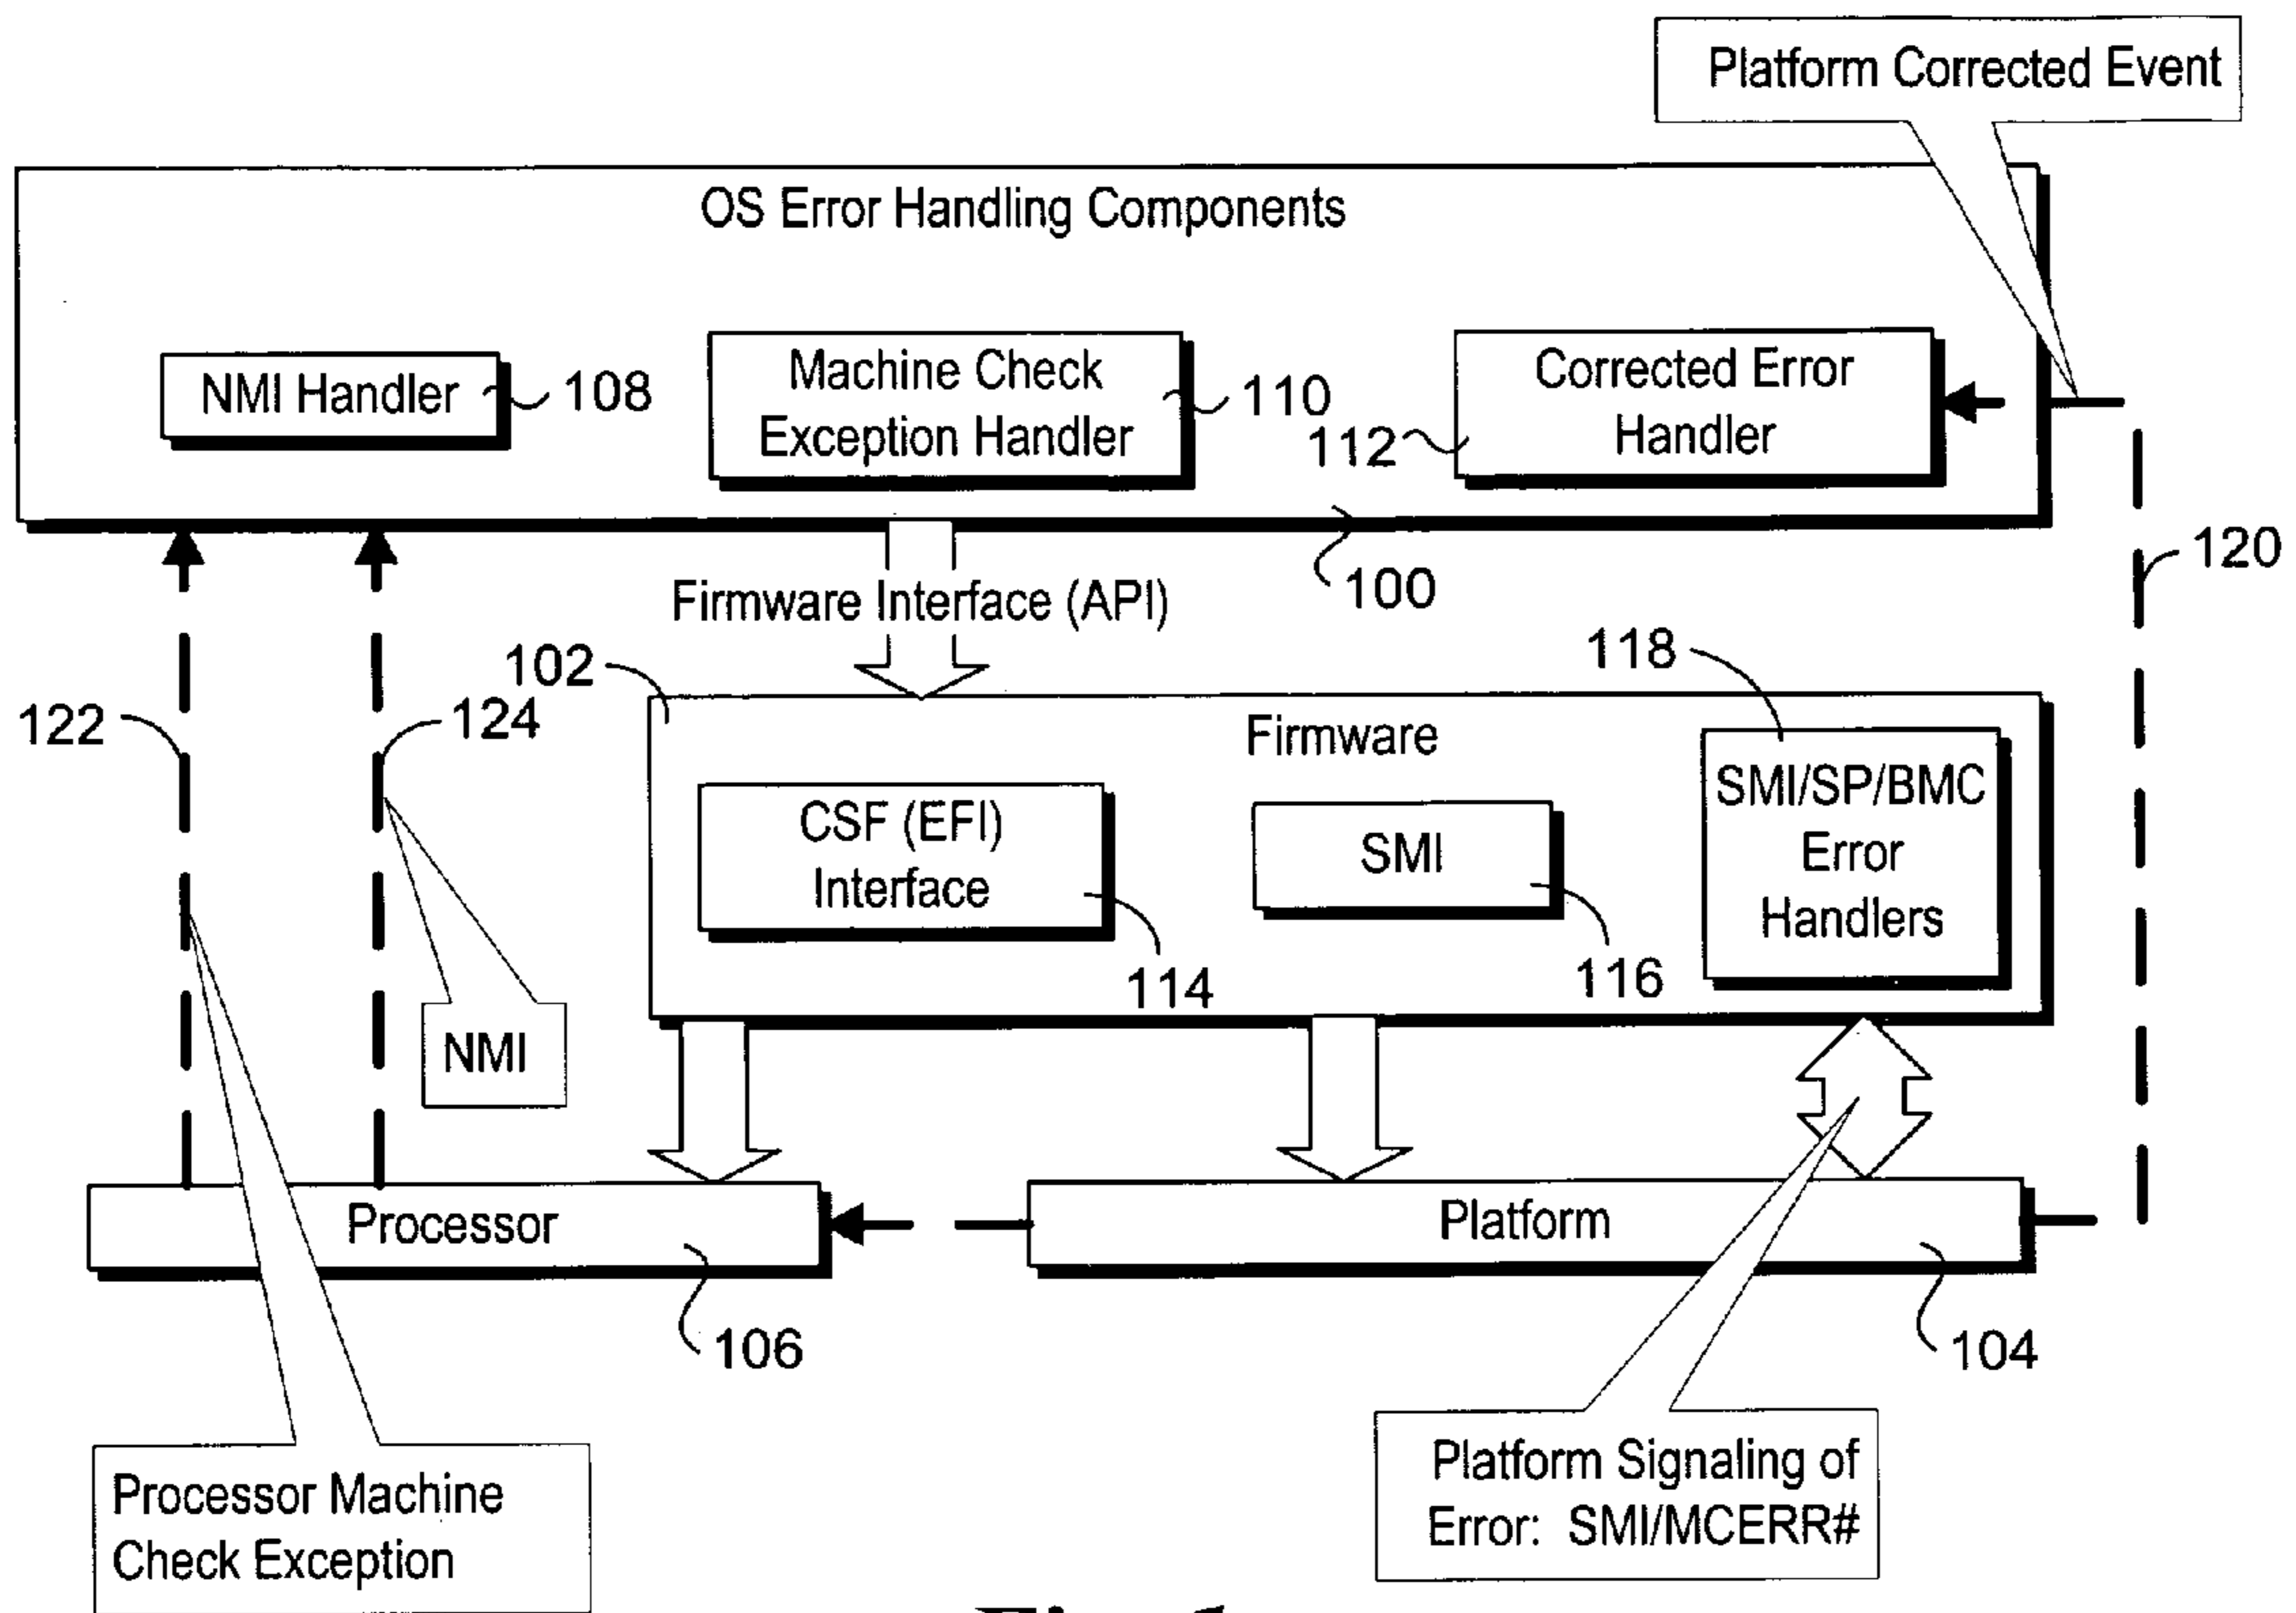 Platform Corrected Event
OS Error Handling Components
NMI Handler
108
Machine Check
Exception Handler
110
112
Corrected Error
Handler
100
120
Firmware Interface (API)
102
118
122
124
Firmware
CSF (EFI)
Interface
114
SMI
116
SMI/SP/BMC
Error
Handlers
NMI
Processor
106
Platform
104
Processor Machine
Check Exception
Platform Signaling of
Error: SMI/MCERR#